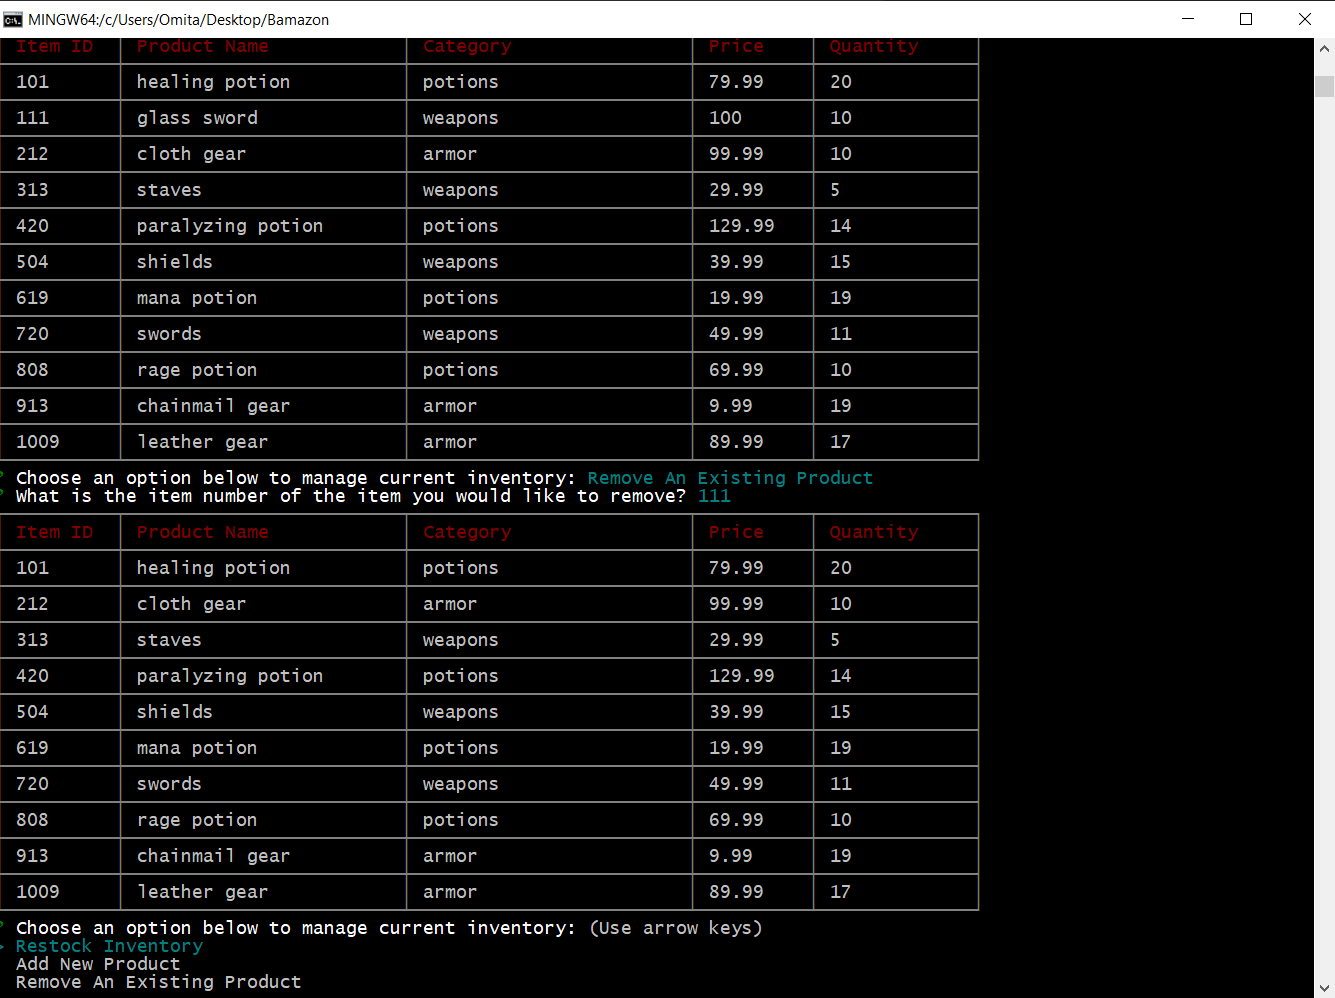 MINGW64:/c/Users/Omita/Desktop/Bamazon
Item ID Product Name Category Price Quantity
101 healing potion potions 79.99 20
111 glass sword weapons 100 10
212 cloth gear armor 99.99 10
313 staves weapons 29.99 5
420 paralyzing potion potions 129.99 14
504 shields weapons 39.99 15
619 mana potion potions 19.99 19
720 swords weapons 49.99 11
808 rage potion potions 69.99 10
913 chainmail gear armor 9.99 19
1009 leather gear armor 89.99 17
? Choose an option below to manage current inventory: Remove An Existing Product
? What is the item number of the item you would like to remove? 111
Item ID Product Name Category Price Quantity
101 healing potion potions 79.99 20
212 cloth gear armor 99.99 10
313 staves weapons 29.99 5
420 paralyzing potion potions 129.99 14
504 shields weapons 39.99 15
619 mana potion potions 19.99 19
720 swords weapons 49.99 11
808 rage potion potions 69.99 10
913 chainmail gear armor 9.99 19
1009 leather gear armor 89.99 17
? Choose an option below to manage current inventory: (Use arrow keys)
> Restock Inventory
Add New Product
Remove An Existing Product